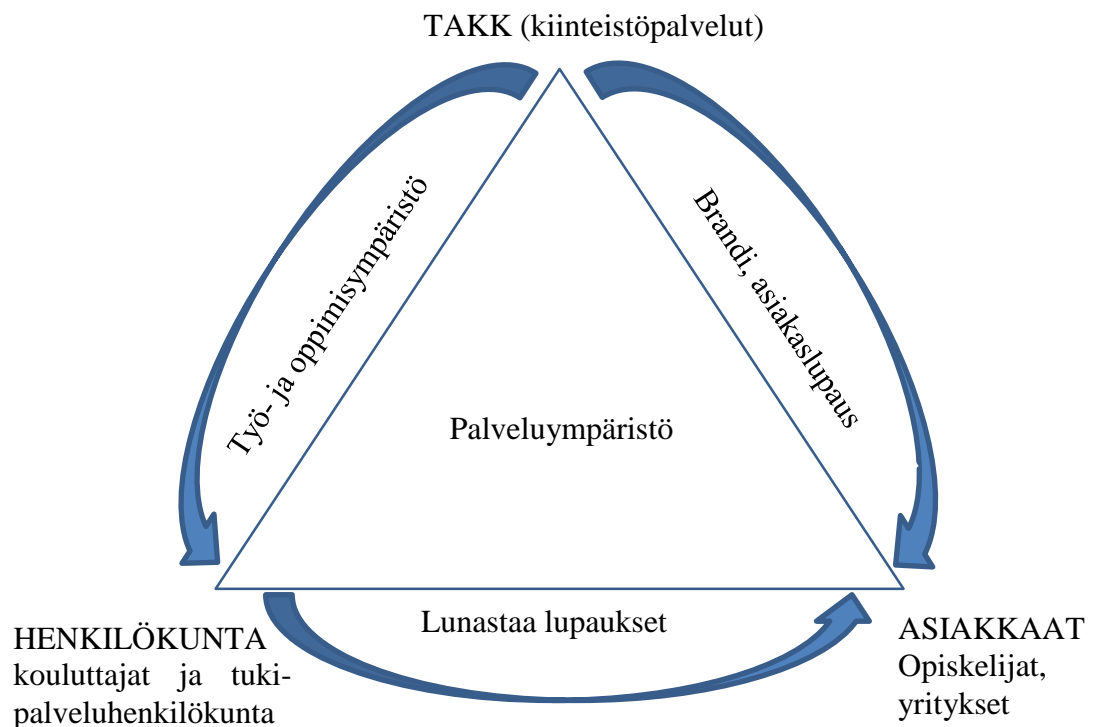 TAKK (kiinteistöpalvelut)
Työ- ja oppimisympäristö
Brandi, asiakaslupaus
Palveluympäristö
Lunastaa lupaukset
HENKILÖKUNTA
kouluttajat ja tuki-
palveluhenkilökunta
ASIAKKAAT
Opiskelijat,
yritykset